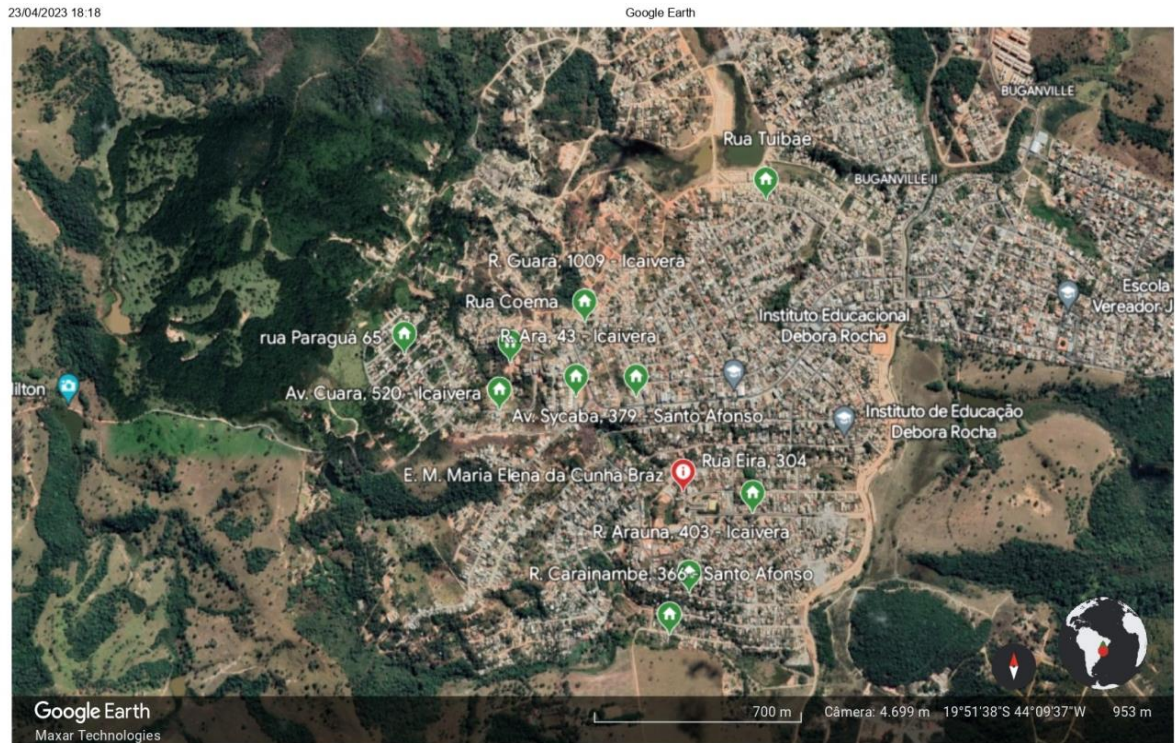 23/04/2023 18:18
Google Earth
BUGANVILLE
Rua Tuibae
BUGANVILLE II
R. Guara, 1009 - Icaivera
Rua Coema
Escola
Vereador J
Instituto Educacional
Debora Rocha
rua Paraguá 65
R. Ara, 43 - Icaivera
ilton
Av. Cuara, 520 - Icaivera
Av. Sycaba, 379 - Santo Afonso
Instituto de Educação
Debora Rocha
E. M. Maria Elena da Cunha Braz
Rua Eira, 304
R. Arauna, 403 - Icaivera
R. Carainambe, 366 - Santo Afonso
Google Earth
Maxar Technologies
700 m
Câmera: 4.699 m 19°51'38"S 44°09'37"W 953 m